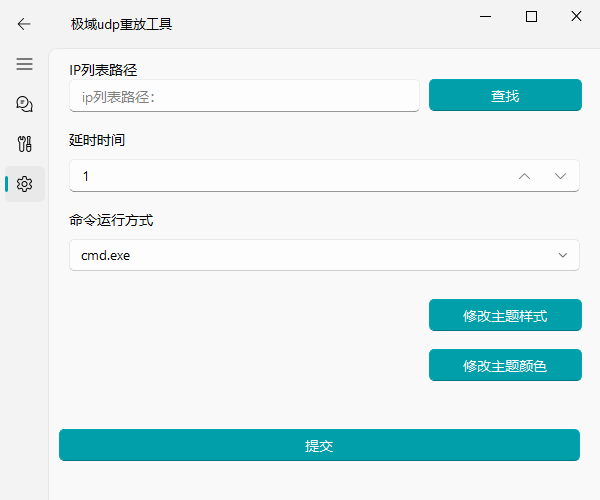 极域udp重放工具
IP列表路径
ip列表路径：
查找
延时时间
1
命令运行方式
cmd.exe
修改主题样式
修改主题颜色
提交